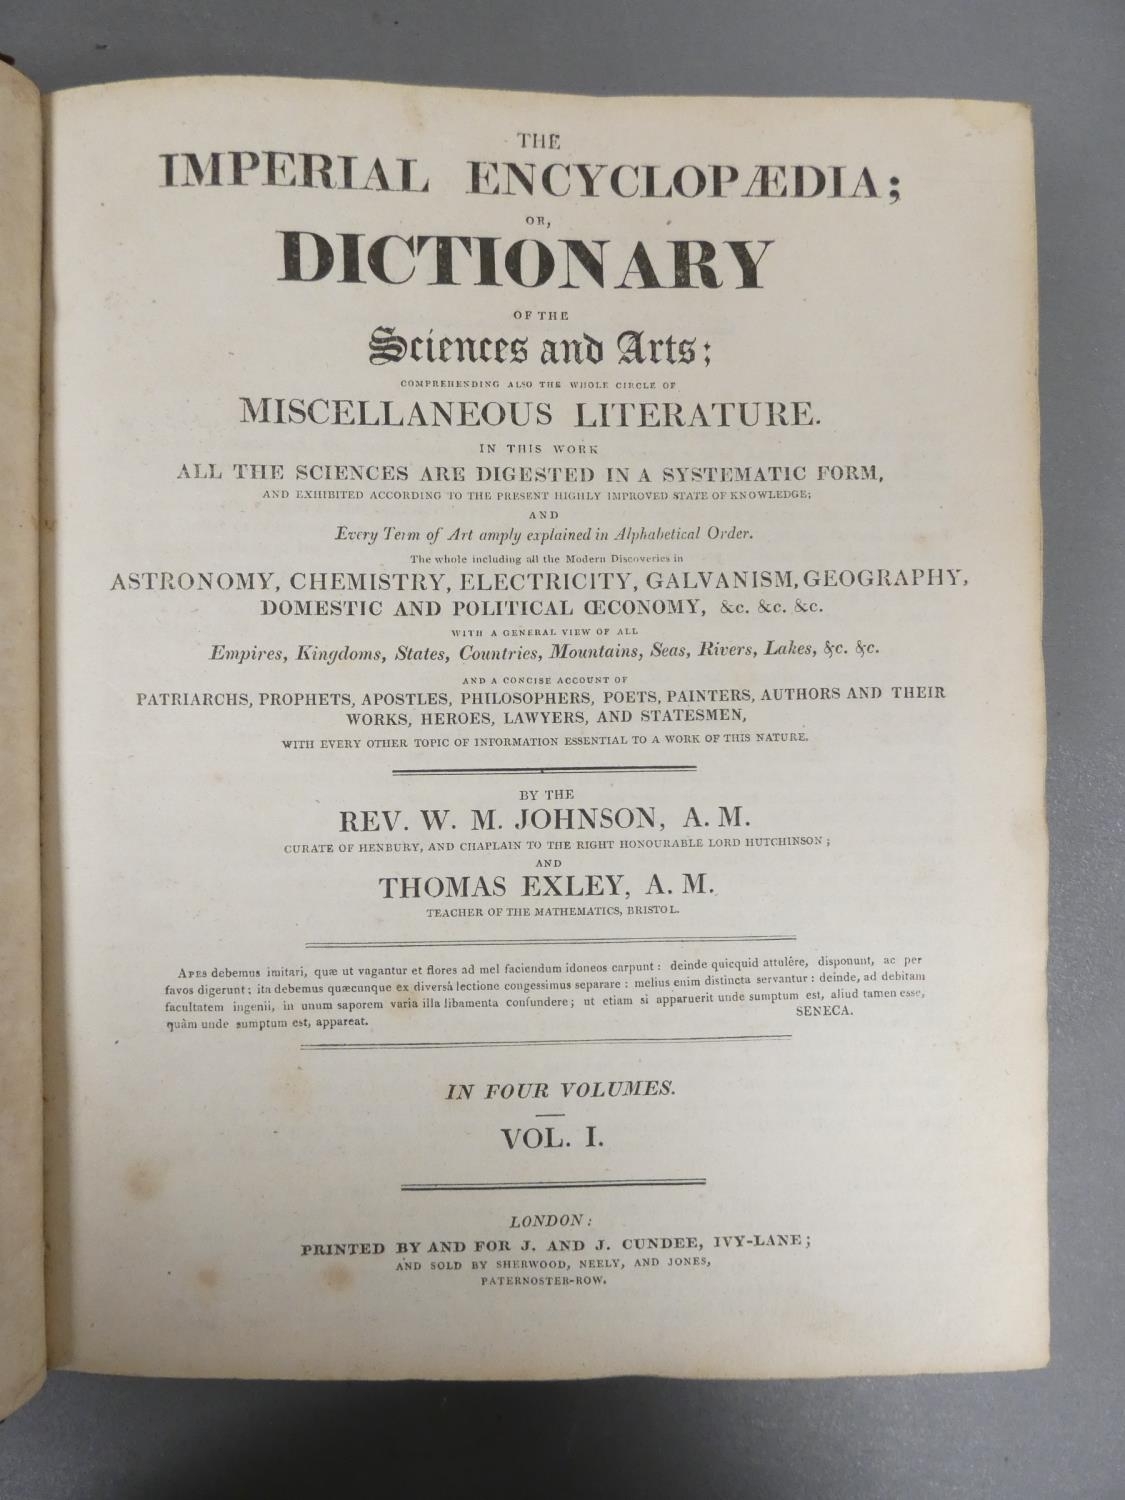 THE
IMPERIAL ENCYCLOPÆDIA;
OR,
DICTIONARY
OF THE
Sciences and Arts;
COMPREHENDING ALSO THE WHOLE CIRCLE OF
MISCELLANEOUS LITERATURE.
IN THIS WORK
ALL THE SCIENCES ARE DIGESTED IN A SYSTEMATIC FORM,
AND EXHIBITED ACCORDING TO THE PRESENT HIGHLY IMPROVED STATE OF KNOWLEDGE;
AND
Every Term of Art amply explained in Alphabetical Order.
The whole including all the Modern Discoveries in
ASTRONOMY, CHEMISTRY, ELECTRICITY, GALVANISM, GEOGRAPHY,
DOMESTIC AND POLITICAL ŒCONOMY, &c. &c. &c.
WITH A GENERAL VIEW OF ALL
Empires, Kingdoms, States, Countries, Mountains, Seas, Rivers, Lakes, &c. &c.
AND A CONCISE ACCOUNT OF
PATRIARCHS, PROPHETS, APOSTLES, PHILOSOPHERS, POETS, PAINTERS, AUTHORS AND THEIR
WORKS, HEROES, LAWYERS, AND STATESMEN,
WITH EVERY OTHER TOPIC OF INFORMATION ESSENTIAL TO A WORK OF THIS NATURE.
BY THE
REV. W. M. JOHNSON, A. M.
CURATE OF HENBURY, AND CHAPLAIN TO THE RIGHT HONOURABLE LORD HUTCHINSON;
AND
THOMAS EXLEY, A. M.
TEACHER OF THE MATHEMATICS, BRISTOL.
APES debemus imitari, quæ ut vagantur et flores ad mel faciendum idoneos carpunt: deinde quicquid attulêre, disponunt, ac per
favos digerunt; ita debemus quæcunque ex diversâ lectione congessimus separare: melius enim distincta servantur: deinde, ad debitam
facultatem ingenii, in unum saporem varia illa libamenta confundere; ut etiam si apparuerit unde sumptum est, aliud tamen esse,
quàm unde sumptum est, appareat. SENECA.
IN FOUR VOLUMES.
VOL. I.
LONDON:
PRINTED BY AND FOR J. AND J. CUNDEE, IVY-LANE;
AND SOLD BY SHERWOOD, NEELY, AND JONES,
PATERNOSTER-ROW.